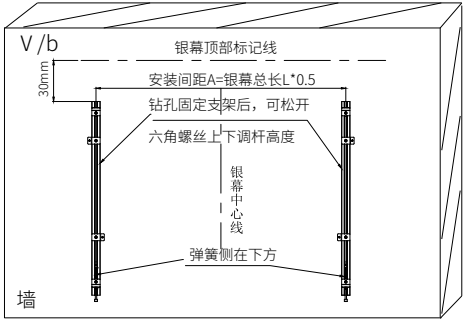 V /b
银幕顶部标记线
30mm
安装间距A=银幕总长L*0.5
钻孔固定支架后，可松开
六角螺丝上下调杆高度
银幕中心线
弹簧侧在下方
墙